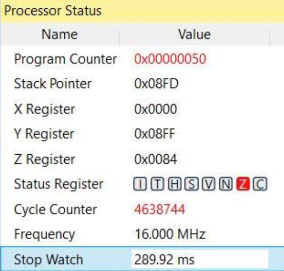 Processor Status
Name Value
Program Counter 0x00000050
Stack Pointer 0x08FD
X Register 0x0000
Y Register 0x08FF
Z Register 0x0084
Status Register I T H S V N Z C
Cycle Counter 4638744
Frequency 16.000 MHz
Stop Watch 289.92 ms